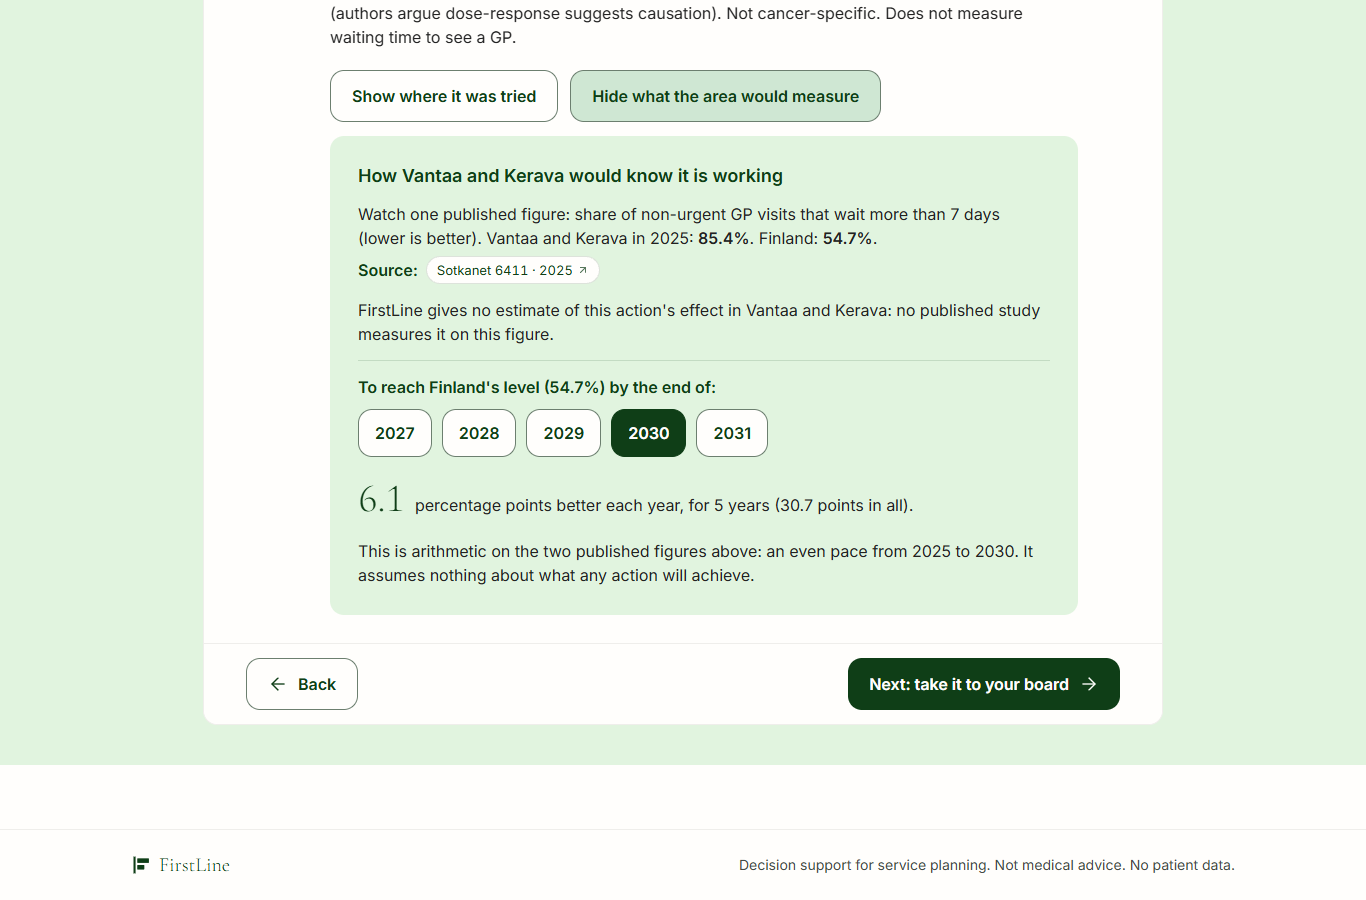 (authors argue dose-response suggests causation). Not cancer-specific. Does not measure
waiting time to see a GP.
Show where it was tried
Hide what the area would measure
How Vantaa and Kerava would know it is working
Watch one published figure: share of non-urgent GP visits that wait more than 7 days
(lower is better). Vantaa and Kerava in 2025: 85.4%. Finland: 54.7%.
Source: Sotkanet 6411 · 2025 ↗
FirstLine gives no estimate of this action's effect in Vantaa and Kerava: no published study
measures it on this figure.
To reach Finland's level (54.7%) by the end of:
2027
2028
2029
2030
2031
6.1 percentage points better each year, for 5 years (30.7 points in all).
This is arithmetic on the two published figures above: an even pace from 2025 to 2030. It
assumes nothing about what any action will achieve.
← Back
Next: take it to your board →
FirstLine
Decision support for service planning. Not medical advice. No patient data.